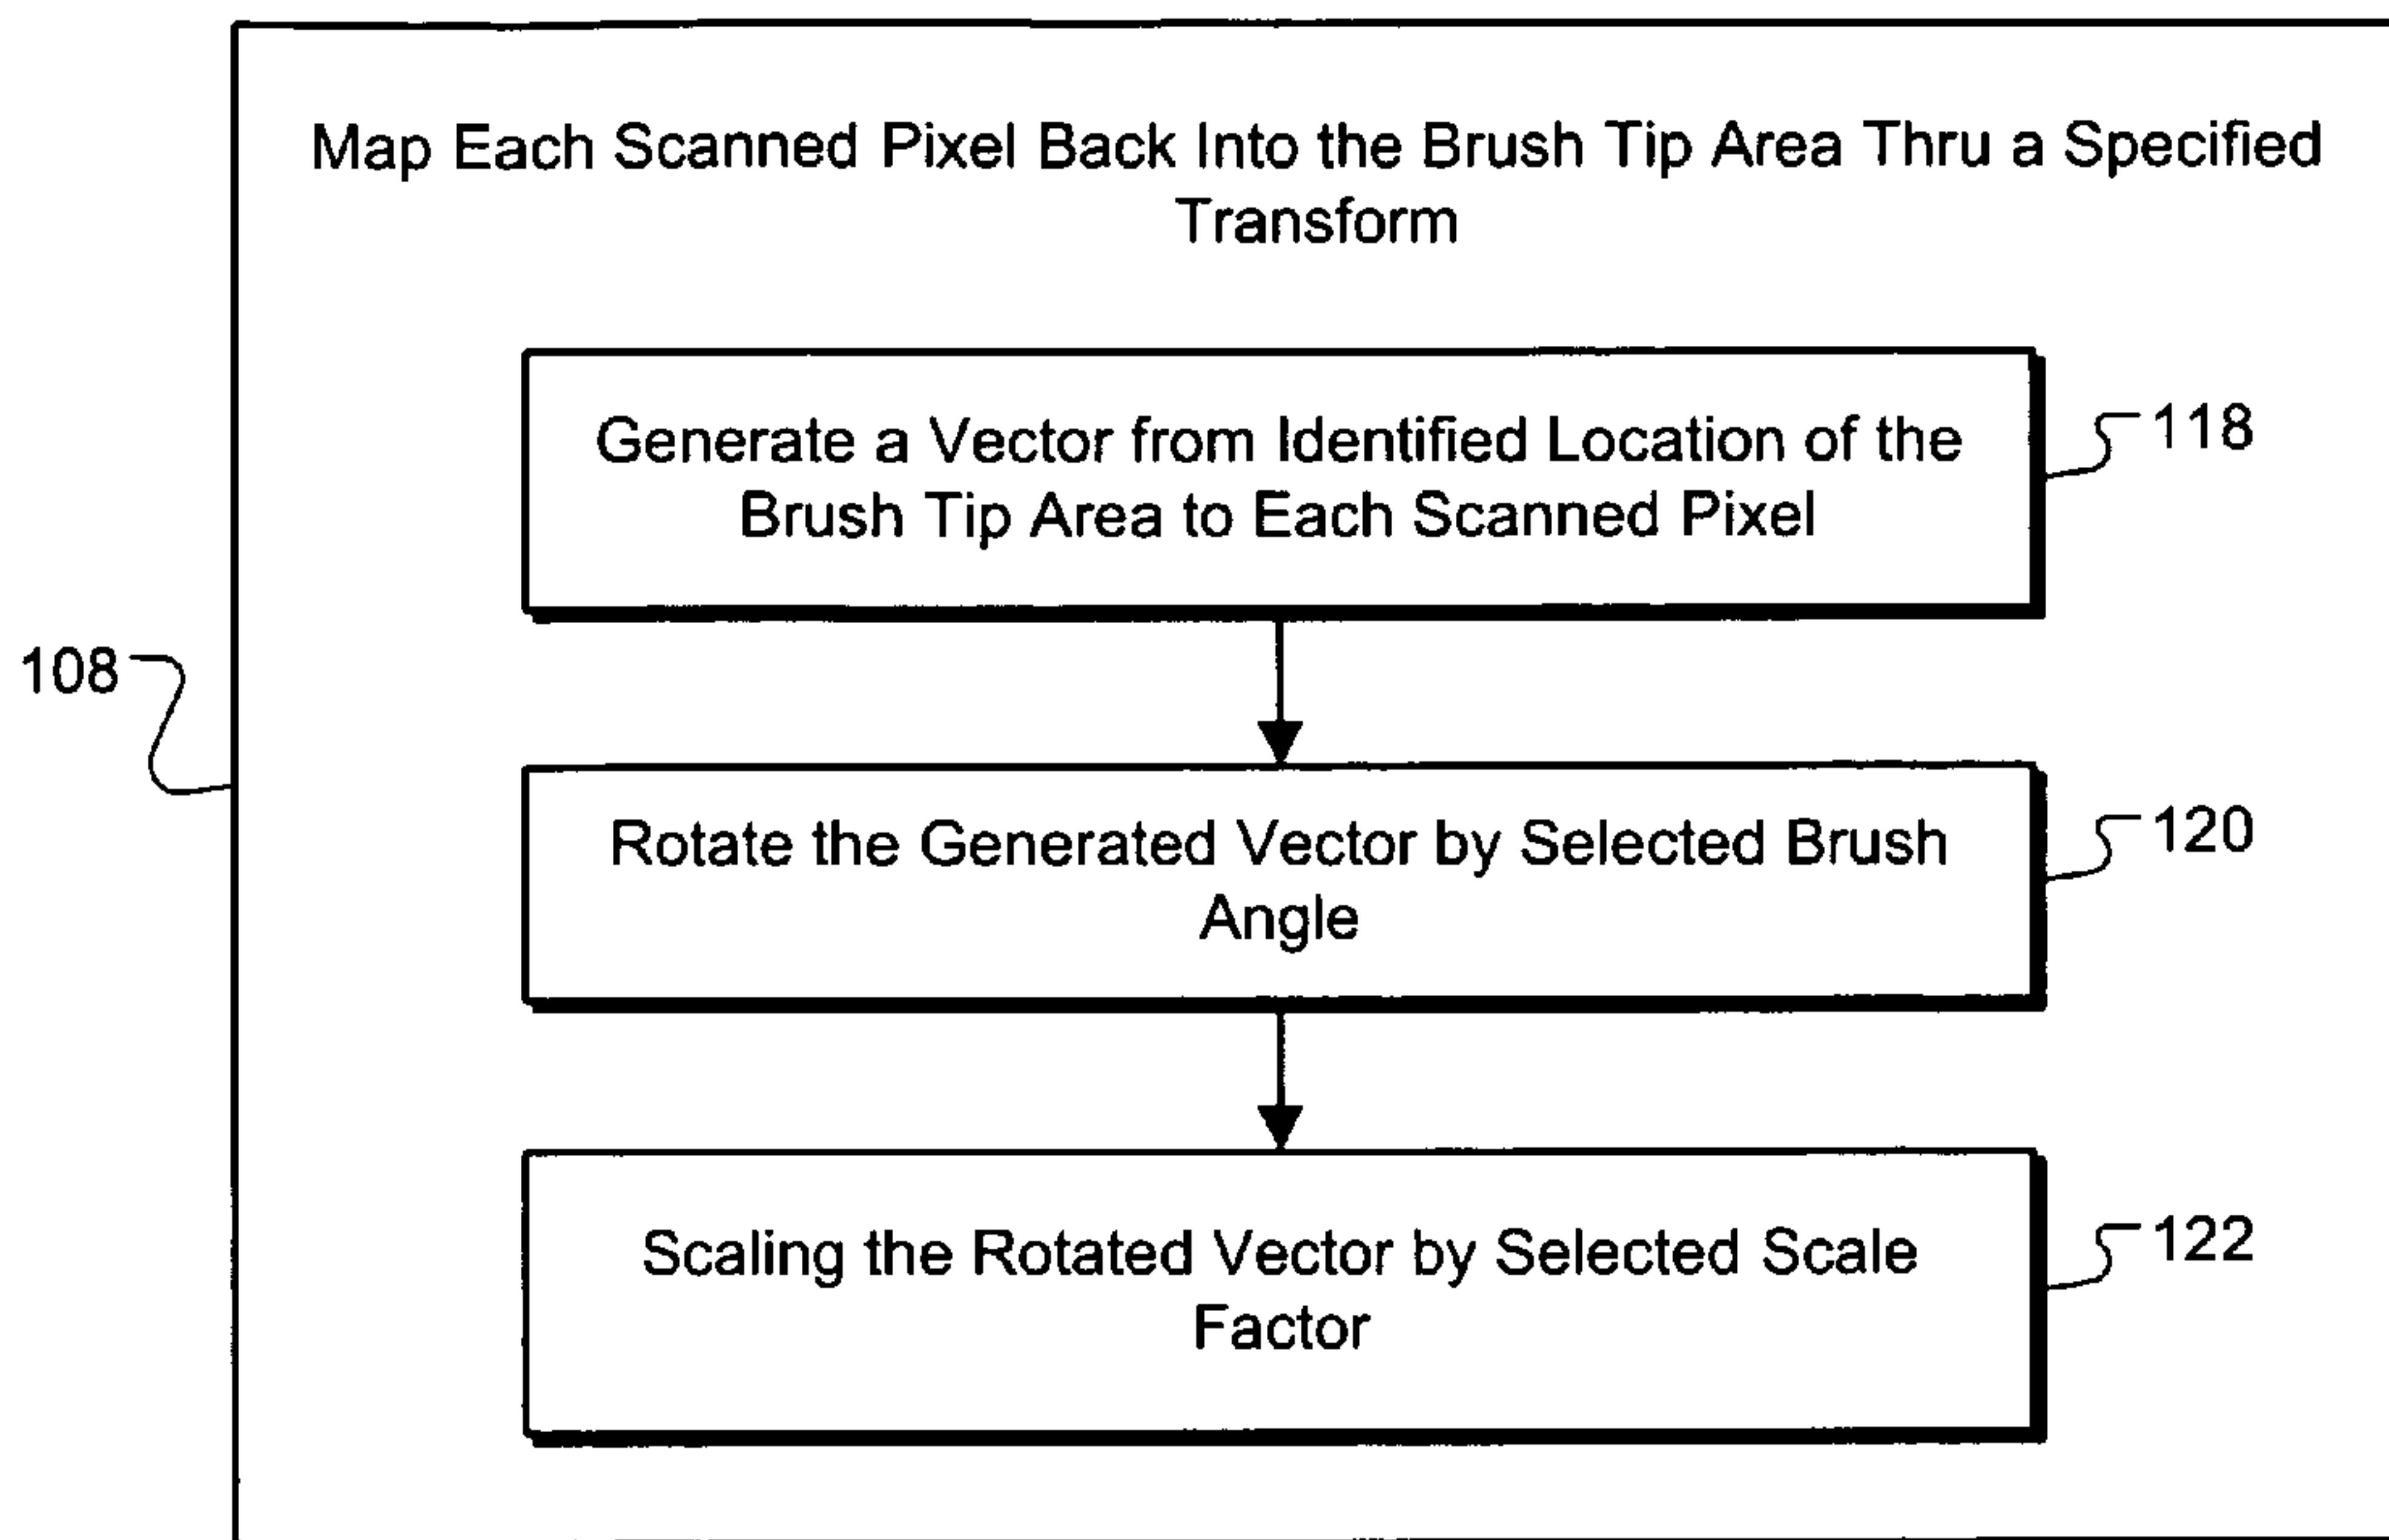 Map Each Scanned Pixel Back Into the Brush Tip Area Thru a Specified
Transform
Generate a Vector from Identified Location of the
Brush Tip Area to Each Scanned Pixel
118
108
Rotate the Generated Vector by Selected Brush
Angle
120
Scaling the Rotated Vector by Selected Scale
Factor
122